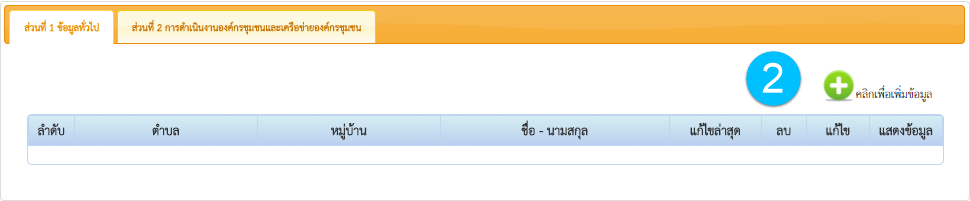 ส่วนที่ 1 ข้อมูลทั่วไป ส่วนที่ 2 การดำเนินงานองค์กรชุมชนและเครือข่ายองค์กรชุมชน
2 คลิกเพื่อเพิ่มข้อมูล
ลำดับ ตำบล หมู่บ้าน ชื่อ - นามสกุล แก้ไขล่าสุด ลบ แก้ไข แสดงข้อมูล